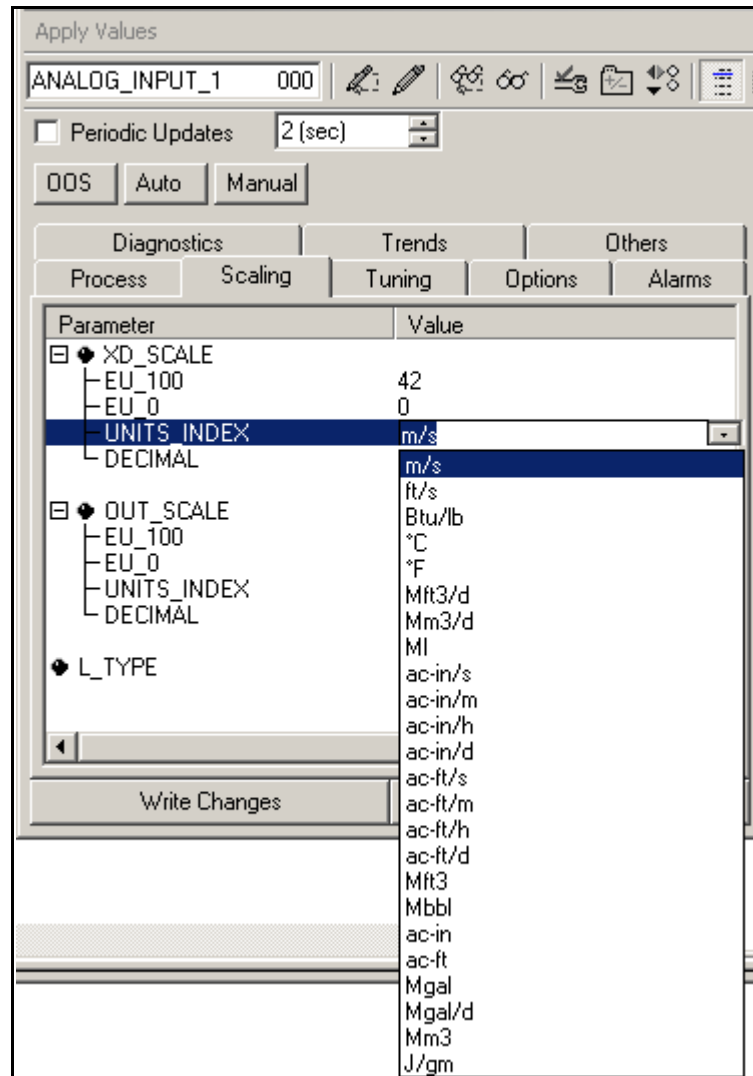 Apply Values
ANALOG_INPUT_1 000
Periodic Updates 2 (sec)
OOS Auto Manual
Diagnostics Trends Others
Process Scaling Tuning Options Alarms
Parameter Value
XD_SCALE
EU_100 42
EU_0 0
UNITS_INDEX m/s
DECIMAL
OUT_SCALE
EU_100
EU_0
UNITS_INDEX
DECIMAL
L_TYPE
Write Changes
m/s
ft/s
Btu/lb
°C
°F
Mft3/d
Mm3/d
Ml
ac-in/s
ac-in/m
ac-in/h
ac-in/d
ac-ft/s
ac-ft/m
ac-ft/h
ac-ft/d
Mft3
Mbbl
ac-in
ac-ft
Mgal
Mgal/d
Mm3
J/gm